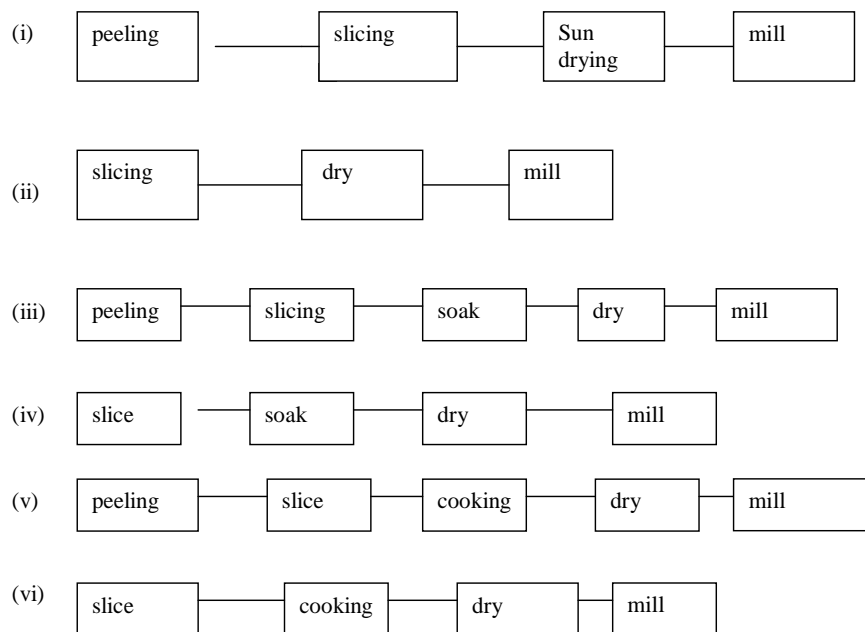 (i) peeling slicing Sun drying mill
(ii) slicing dry mill
(iii) peeling slicing soak dry mill
(iv) slice soak dry mill
(v) peeling slice cooking dry mill
(vi) slice cooking dry mill